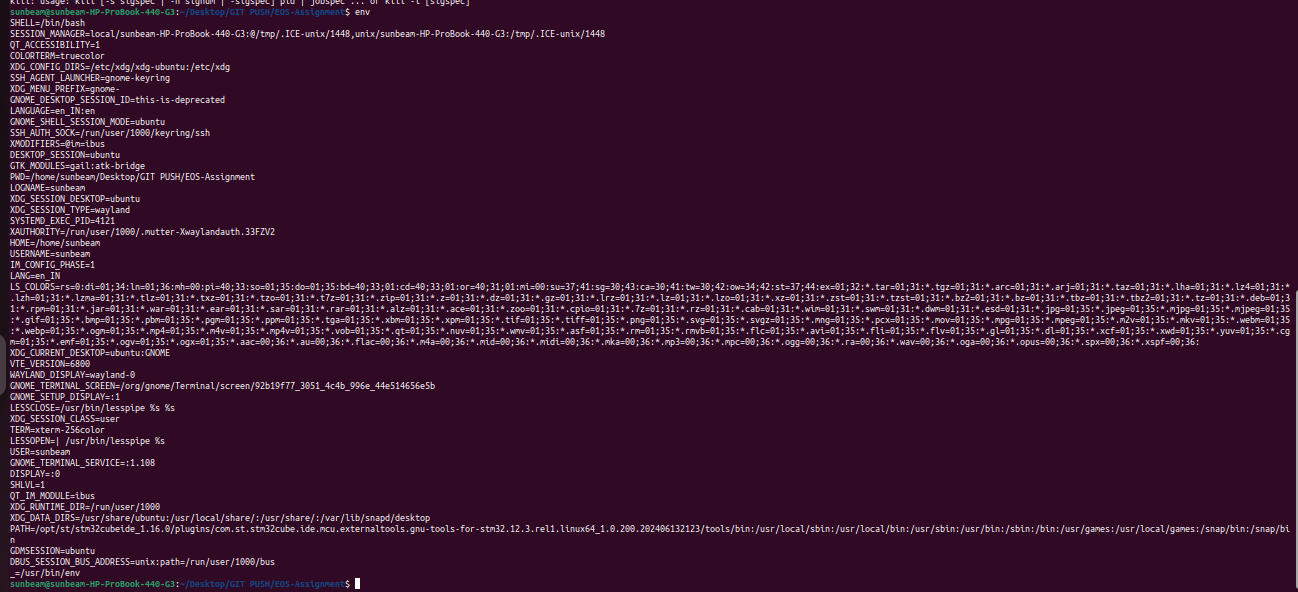 kill: usage: kill [-s sigspec | -n signum | -sigspec] pid | jobspec ... or kill -l [sigspec]
sunbeam@sunbeam-HP-ProBook-440-G3:~/Desktop/GIT PUSH/EOS-Assignment$ env
SHELL=/bin/bash
SESSION_MANAGER=local/sunbeam-HP-ProBook-440-G3:@/tmp/.ICE-unix/1448,unix/sunbeam-HP-ProBook-440-G3:/tmp/.ICE-unix/1448
QT_ACCESSIBILITY=1
COLORTERM=truecolor
XDG_CONFIG_DIRS=/etc/xdg/xdg-ubuntu:/etc/xdg
SSH_AGENT_LAUNCHER=gnome-keyring
XDG_MENU_PREFIX=gnome-
GNOME_DESKTOP_SESSION_ID=this-is-deprecated
LANGUAGE=en_IN:en
GNOME_SHELL_SESSION_MODE=ubuntu
SSH_AUTH_SOCK=/run/user/1000/keyring/ssh
XMODIFIERS=@im=ibus
DESKTOP_SESSION=ubuntu
GTK_MODULES=gail:atk-bridge
PWD=/home/sunbeam/Desktop/GIT PUSH/EOS-Assignment
LOGNAME=sunbeam
XDG_SESSION_DESKTOP=ubuntu
XDG_SESSION_TYPE=wayland
SYSTEMD_EXEC_PID=4121
XAUTHORITY=/run/user/1000/.mutter-Xwaylandauth.33FZV2
HOME=/home/sunbeam
USERNAME=sunbeam
IM_CONFIG_PHASE=1
LANG=en_IN
LS_COLORS=rs=0:di=01;34:ln=01;36:mh=00:pi=40;33:so=01;35:do=01;35:bd=40;33;01:cd=40;33;01:or=40;31;01:mi=00:su=37;41:sg=30;43:ca=30;41:tw=30;42:ow=34;42:st=37;44:ex=01;32:*.tar=01;31:*.tgz=01;31:*.arc=01;31:*.arj=01;31:*.taz=01;31:*.lha=01;31:*.lz4=01;31:*
.lzh=01;31:*.lzma=01;31:*.tlz=01;31:*.txz=01;31:*.tzo=01;31:*.t7z=01;31:*.zip=01;31:*.z=01;31:*.dz=01;31:*.gz=01;31:*.lrz=01;31:*.lz=01;31:*.lzo=01;31:*.xz=01;31:*.zst=01;31:*.tzst=01;31:*.bz2=01;31:*.bz=01;31:*.tbz=01;31:*.tbz2=01;31:*.tz=01;31:*.deb=01;3
1:*.rpm=01;31:*.jar=01;31:*.war=01;31:*.ear=01;31:*.sar=01;31:*.rar=01;31:*.alz=01;31:*.ace=01;31:*.zoo=01;31:*.cpio=01;31:*.7z=01;31:*.rz=01;31:*.cab=01;31:*.wim=01;31:*.swm=01;31:*.dwm=01;31:*.esd=01;31:*.jpg=01;35:*.jpeg=01;35:*.mjpg=01;35:*.mjpeg=01;35
:*.gif=01;35:*.bmp=01;35:*.pbm=01;35:*.pgm=01;35:*.ppm=01;35:*.tga=01;35:*.xbm=01;35:*.xpm=01;35:*.tif=01;35:*.tiff=01;35:*.png=01;35:*.svg=01;35:*.svgz=01;35:*.mng=01;35:*.pcx=01;35:*.mov=01;35:*.mpg=01;35:*.mpeg=01;35:*.m2v=01;35:*.mkv=01;35:*.webm=01;35
:*.webp=01;35:*.ogm=01;35:*.mp4=01;35:*.m4v=01;35:*.mp4v=01;35:*.vob=01;35:*.qt=01;35:*.nuv=01;35:*.wmv=01;35:*.asf=01;35:*.rm=01;35:*.rmvb=01;35:*.flc=01;35:*.avi=01;35:*.fli=01;35:*.flv=01;35:*.gl=01;35:*.dl=01;35:*.xcf=01;35:*.xwd=01;35:*.yuv=01;35:*.cg
m=01;35:*.emf=01;35:*.ogv=01;35:*.ogx=01;35:*.aac=00;36:*.au=00;36:*.flac=00;36:*.m4a=00;36:*.mid=00;36:*.midi=00;36:*.mka=00;36:*.mp3=00;36:*.mpc=00;36:*.ogg=00;36:*.ra=00;36:*.wav=00;36:*.oga=00;36:*.opus=00;36:*.spx=00;36:*.xspf=00;36:
XDG_CURRENT_DESKTOP=ubuntu:GNOME
VTE_VERSION=6800
WAYLAND_DISPLAY=wayland-0
GNOME_TERMINAL_SCREEN=/org/gnome/Terminal/screen/92b19f77_3051_4c4b_996e_44e514656e5b
GNOME_SETUP_DISPLAY=:1
LESSCLOSE=/usr/bin/lesspipe %s %s
XDG_SESSION_CLASS=user
TERM=xterm-256color
LESSOPEN=| /usr/bin/lesspipe %s
USER=sunbeam
GNOME_TERMINAL_SERVICE=:1.108
DISPLAY=:0
SHLVL=1
QT_IM_MODULE=ibus
XDG_RUNTIME_DIR=/run/user/1000
XDG_DATA_DIRS=/usr/share/ubuntu:/usr/local/share/:/usr/share/:/var/lib/snapd/desktop
PATH=/opt/st/stm32cubeide_1.16.0/plugins/com.st.stm32cube.ide.mcu.externaltools.gnu-tools-for-stm32.12.3.rel1.linux64_1.0.200.202406132123/tools/bin:/usr/local/sbin:/usr/local/bin:/usr/sbin:/usr/bin:/sbin:/bin:/usr/games:/usr/local/games:/snap/bin:/snap/bi
n
GDMSESSION=ubuntu
DBUS_SESSION_BUS_ADDRESS=unix:path=/run/user/1000/bus
_=/usr/bin/env
sunbeam@sunbeam-HP-ProBook-440-G3:~/Desktop/GIT PUSH/EOS-Assignment$